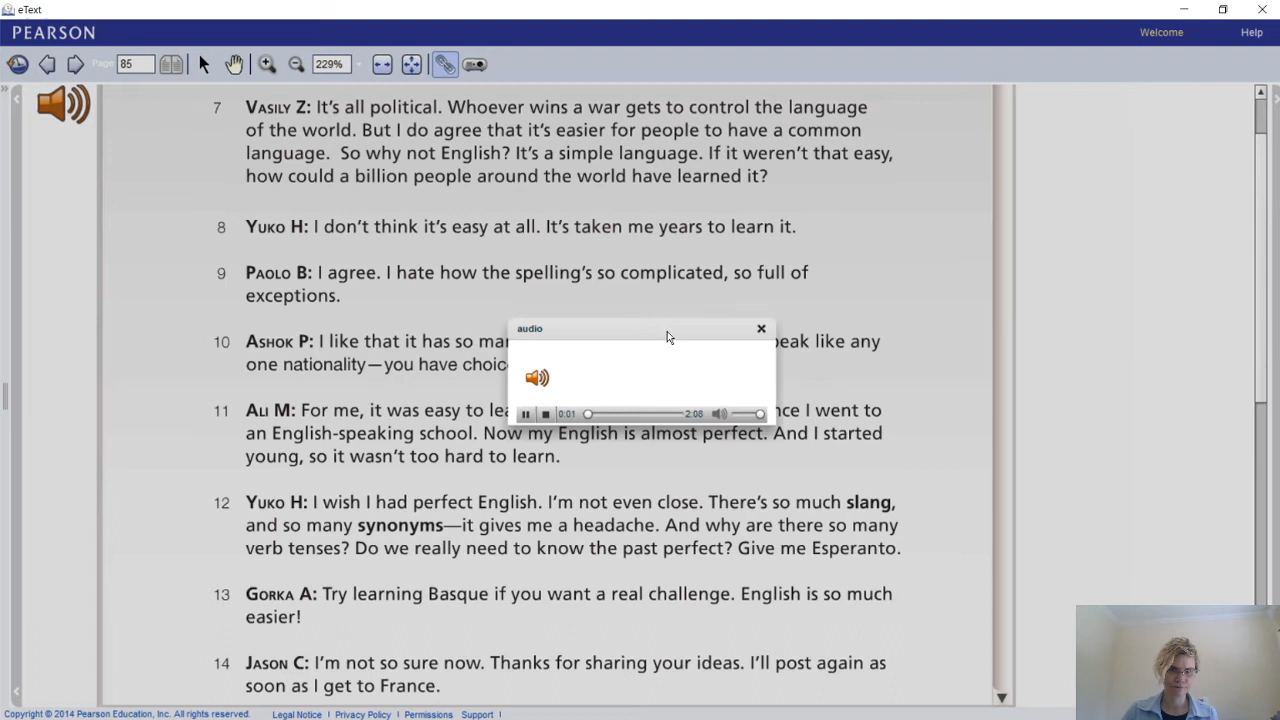 eText
PEARSON
Welcome
Help
Page: 85
229%
7 VASILY Z: It's all political. Whoever wins a war gets to control the language
of the world. But I do agree that it's easier for people to have a common
language. So why not English? It's a simple language. If it weren't that easy,
how could a billion people around the world have learned it?
8 YUKO H: I don't think it's easy at all. It's taken me years to learn it.
9 PAOLO B: I agree. I hate how the spelling's so complicated, so full of
exceptions.
audio
10 ASHOK P: I like that it has so mar peak like any
one nationality—you have choic
0:01 2:08
11 ALI M: For me, it was easy to lea nce I went to
an English-speaking school. Now my English is almost perfect. And I started
young, so it wasn't too hard to learn.
12 YUKO H: I wish I had perfect English. I'm not even close. There's so much slang,
and so many synonyms—it gives me a headache. And why are there so many
verb tenses? Do we really need to know the past perfect? Give me Esperanto.
13 GORKA A: Try learning Basque if you want a real challenge. English is so much
easier!
14 JASON C: I'm not so sure now. Thanks for sharing your ideas. I'll post again as
soon as I get to France.
Copyright © 2014 Pearson Education, Inc. All rights reserved. Legal Notice | Privacy Policy | Permissions Support |